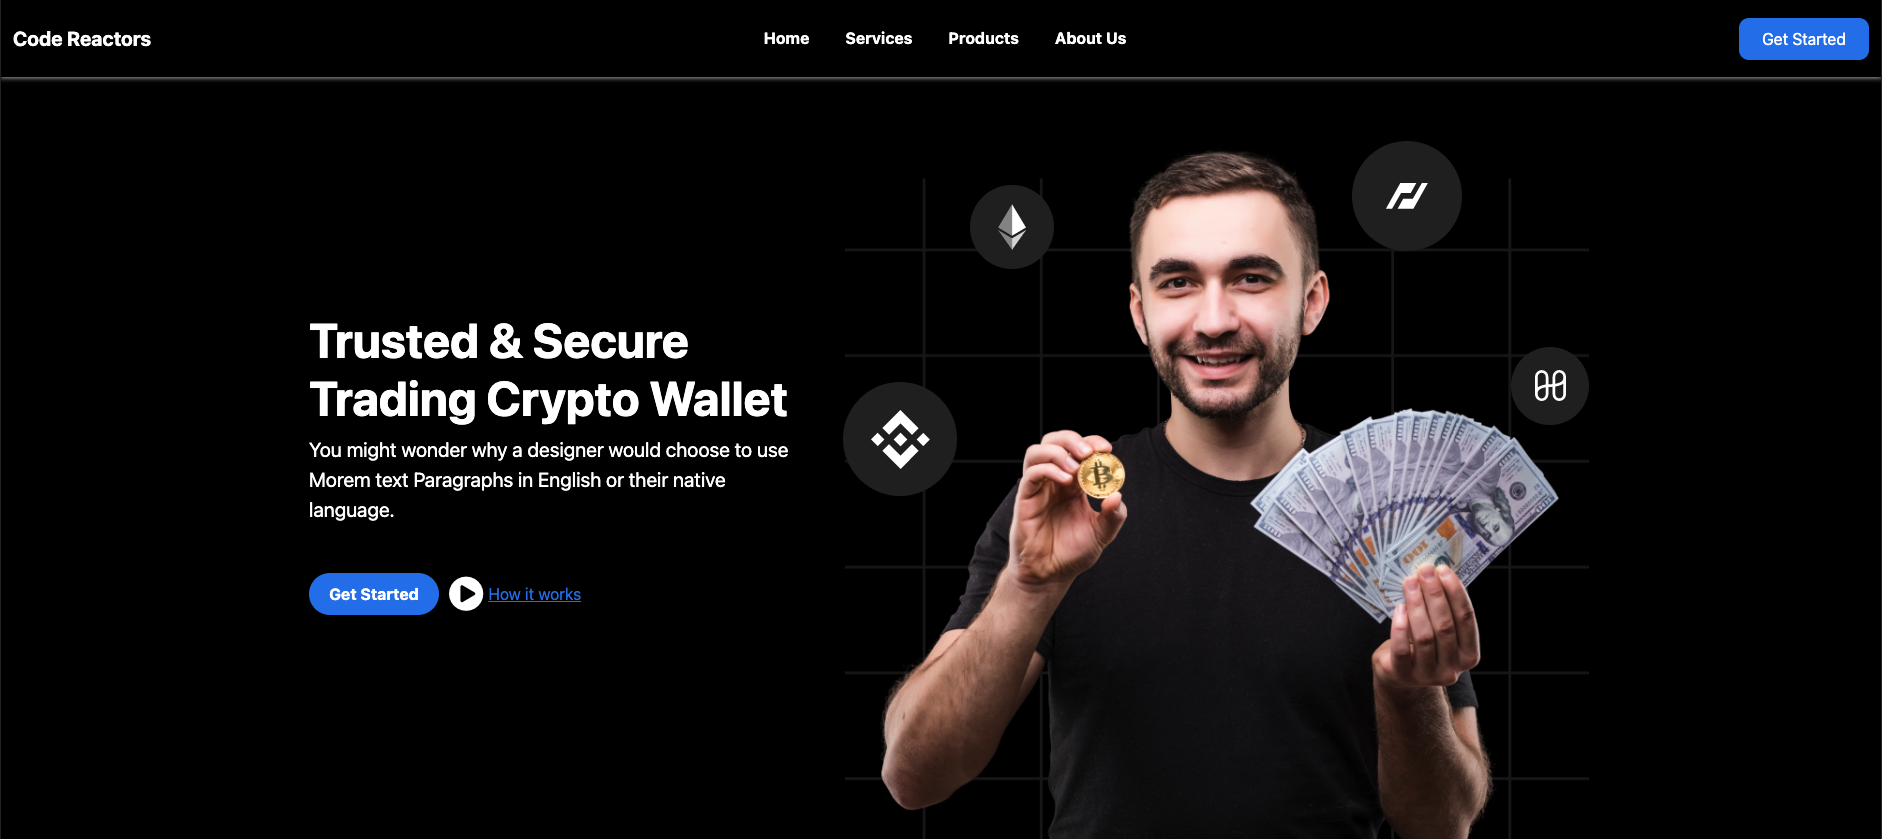 Code Reactors
Home Services Products About Us
Get Started
Trusted & Secure
Trading Crypto Wallet
You might wonder why a designer would choose to use
Morem text Paragraphs in English or their native
language.
Get Started
How it works
100